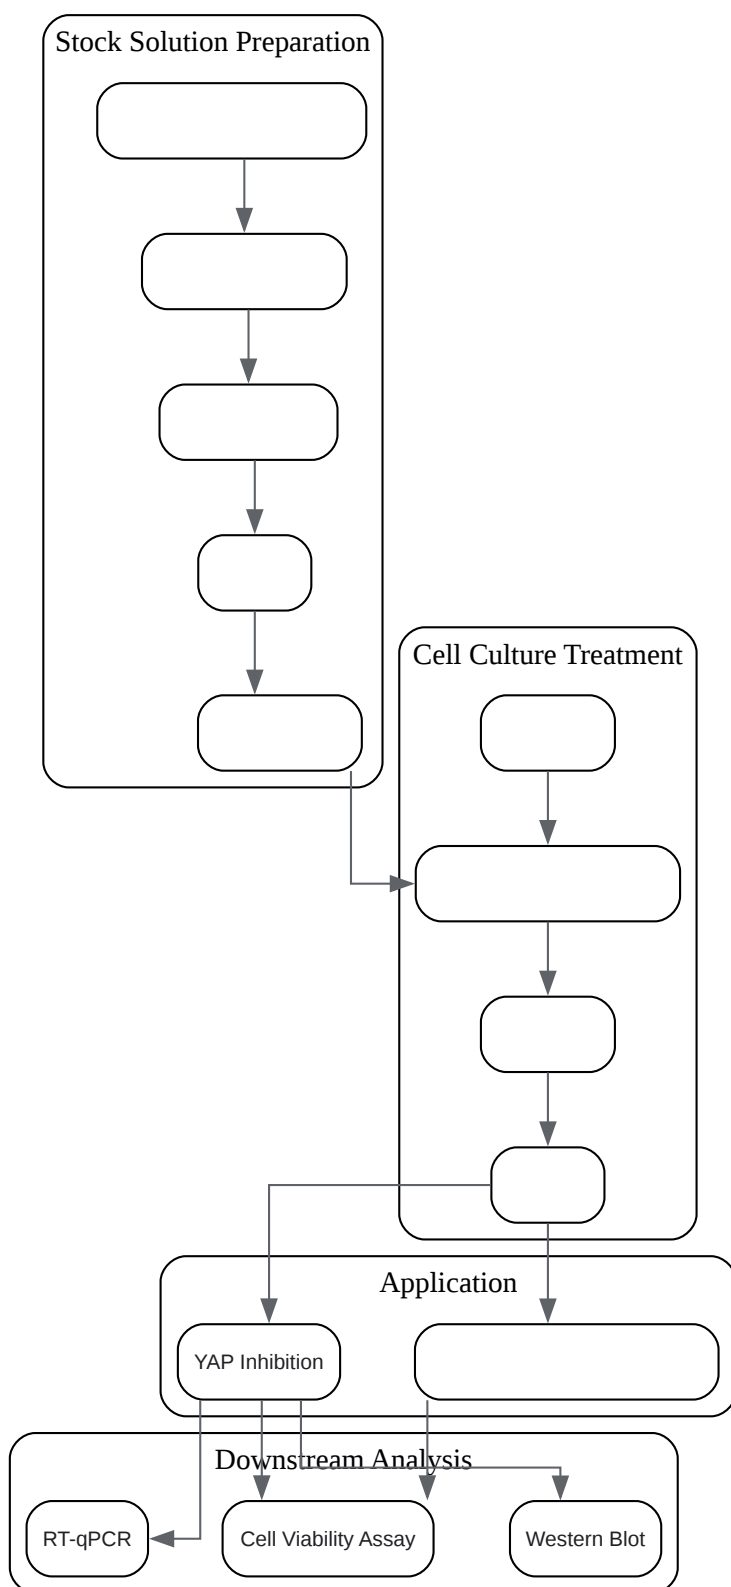 Stock Solution Preparation
Cell Culture Treatment
Application
YAP Inhibition
Downstream Analysis
RT-qPCR
Cell Viability Assay
Western Blot